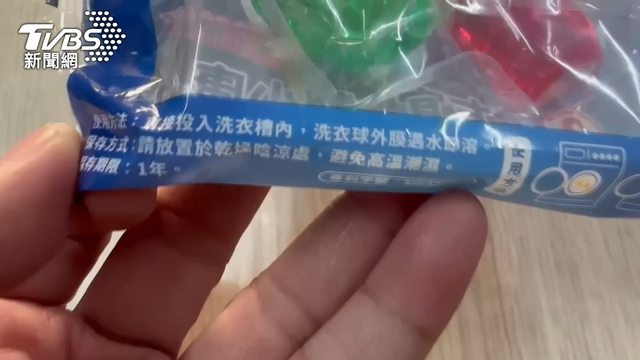 TVBS
新聞網
使用方法：直接投入洗衣槽內，洗衣球外膜遇水即溶。
保存方式：請放置於乾燥陰涼處，避免高溫潮濕。
保存期限：1年。
使用方